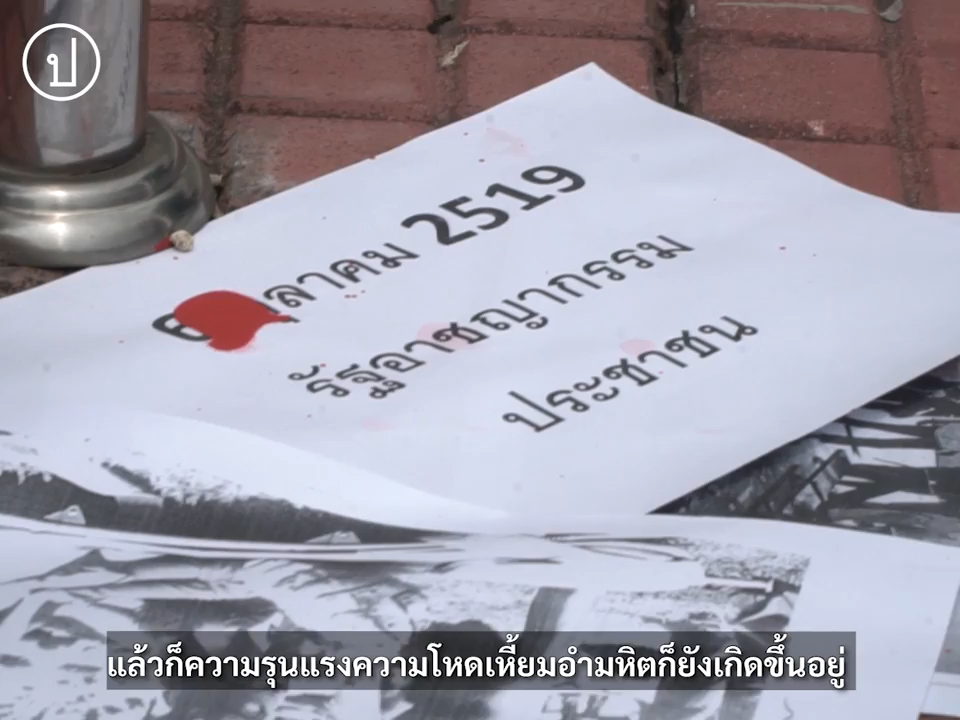 ป
6 ตุลาคม 2519
รัฐอาชญากรรม
ประชาชน
แล้วก็ความรุนแรงความโหดเหี้ยมอำมหิตก็ยังเกิดขึ้นอยู่